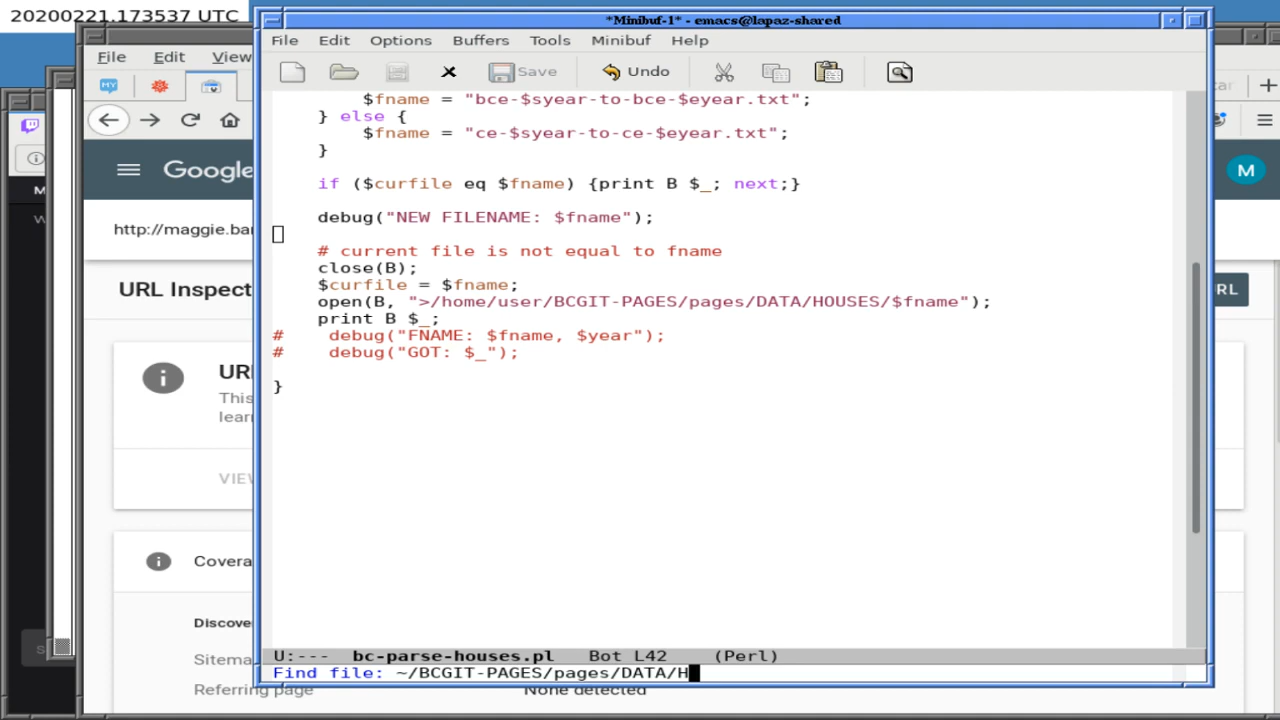 20200221.173537 UTC
*Minibuf-1* - emacs@lapaz-shared
File Edit Options Buffers Tools Minibuf Help
Save Undo
$fname = "bce-$syear-to-bce-$eyear.txt";
} else {
$fname = "ce-$syear-to-ce-$eyear.txt";
}
if ($curfile eq $fname) {print B $_; next;}
debug("NEW FILENAME: $fname");
# current file is not equal to fname
close(B);
$curfile = $fname;
open(B, ">/home/user/BCGIT-PAGES/pages/DATA/HOUSES/$fname");
print B $_;
# debug("FNAME: $fname, $year");
# debug("GOT: $_");
}
U:--- bc-parse-houses.pl Bot L42 (Perl)
Find file: ~/BCGIT-PAGES/pages/DATA/H
File Edit View
MY
Google
M
http://maggie.ba
URL Inspect
RL
UR
This
lear
VIE
Covera
Discove
Sitema
Referring page None detected